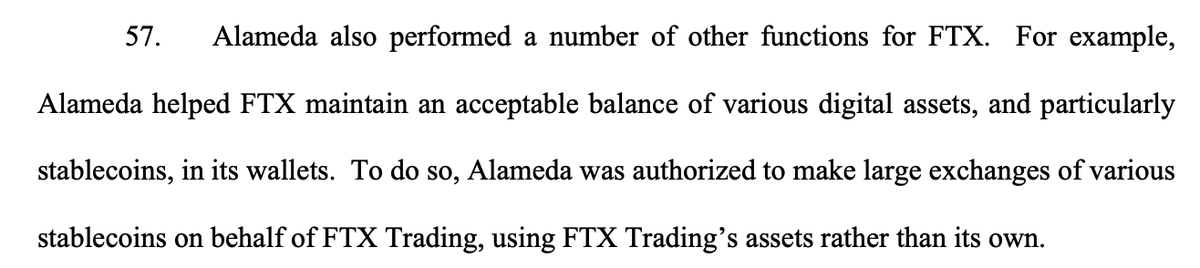 57. Alameda also performed a number of other functions for FTX. For example,
Alameda helped FTX maintain an acceptable balance of various digital assets, and particularly
stablecoins, in its wallets. To do so, Alameda was authorized to make large exchanges of various
stablecoins on behalf of FTX Trading, using FTX Trading’s assets rather than its own.